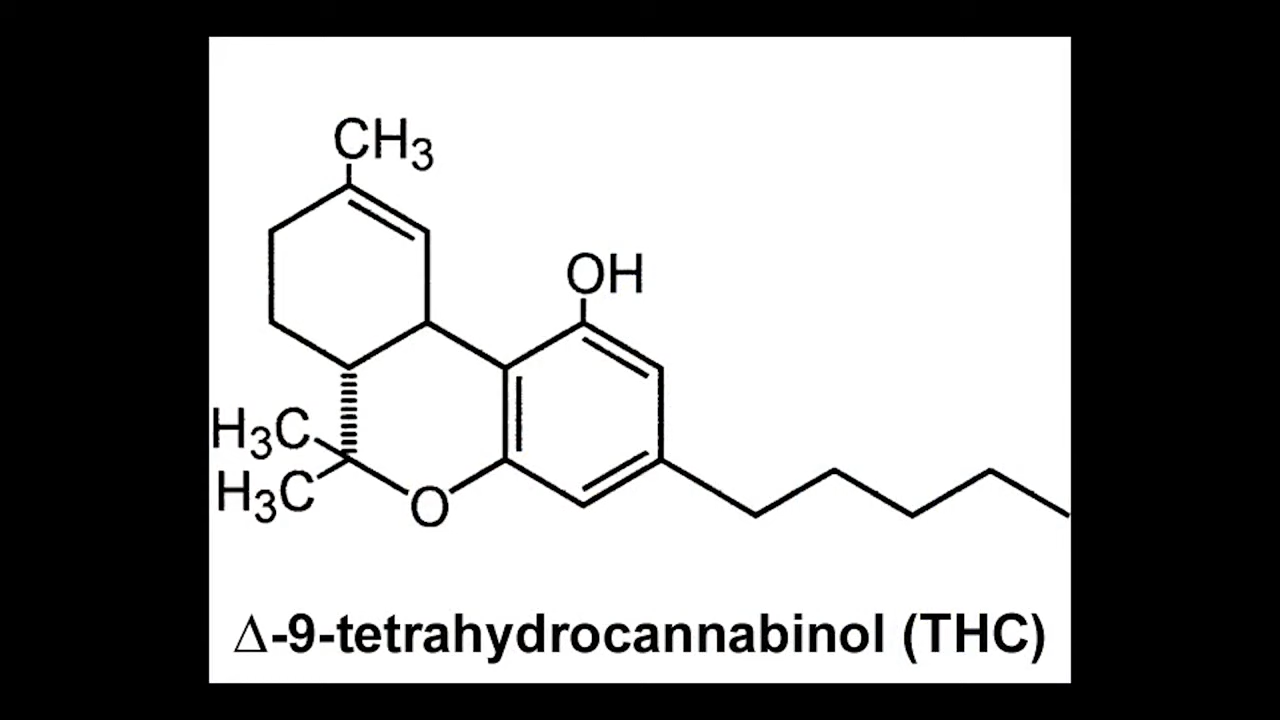 CH3
OH
H3C
H3C
O
Δ-9-tetrahydrocannabinol (THC)